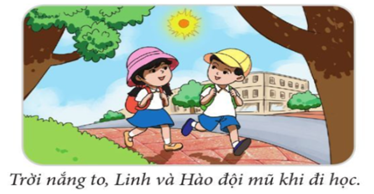 Trời nắng to, Linh và Hào đội mũ khi đi học.